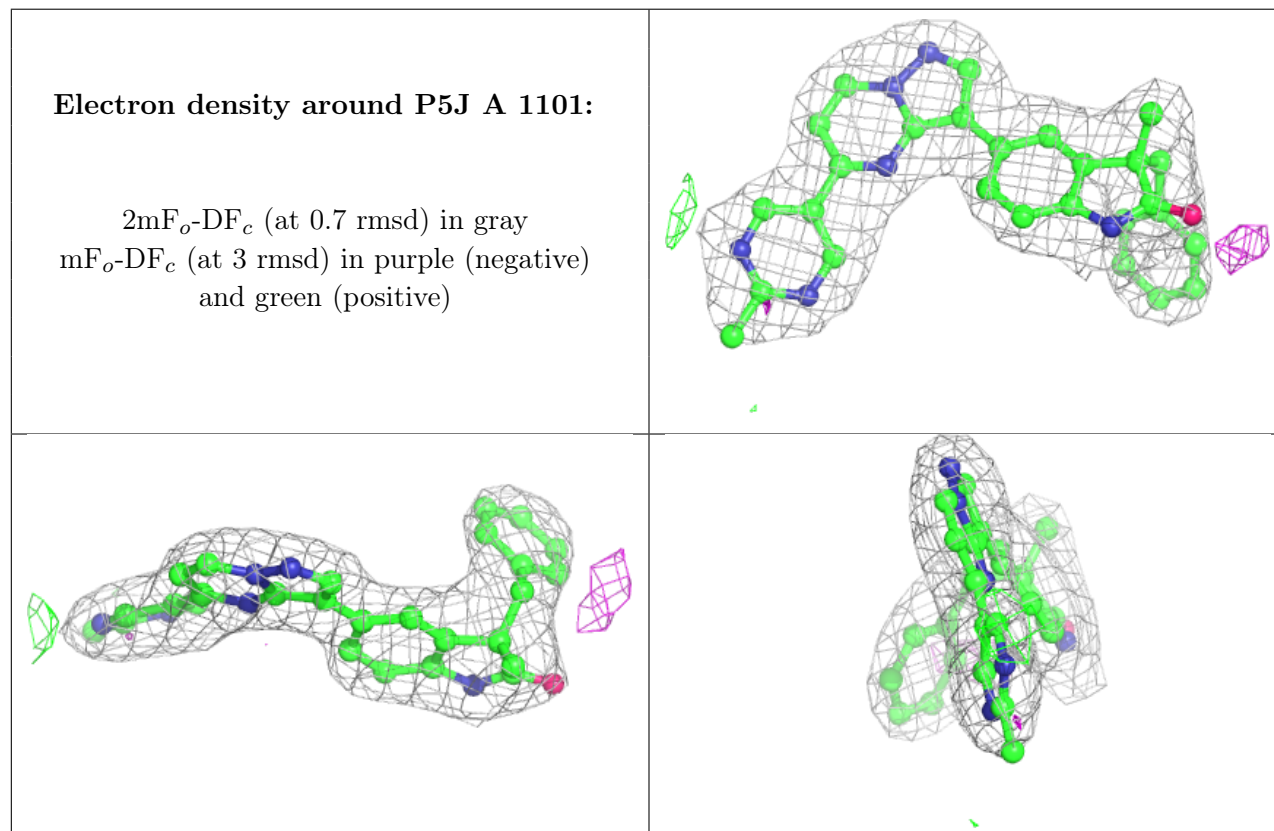 Electron density around P5J A 1101:
2mFo-DFc (at 0.7 rmsd) in gray
mFo-DFc (at 3 rmsd) in purple (negative)
and green (positive)